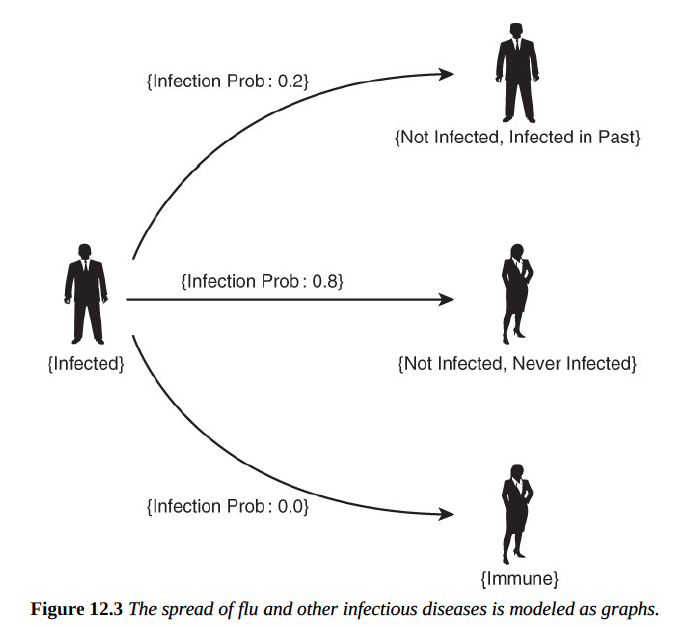 {Infection Prob: 0.2}
{Not Infected, Infected in Past}
{Infection Prob: 0.8}
{Infected}
{Not Infected, Never Infected}
{Infection Prob: 0.0}
{Immune}
Figure 12.3 The spread of flu and other infectious diseases is modeled as graphs.